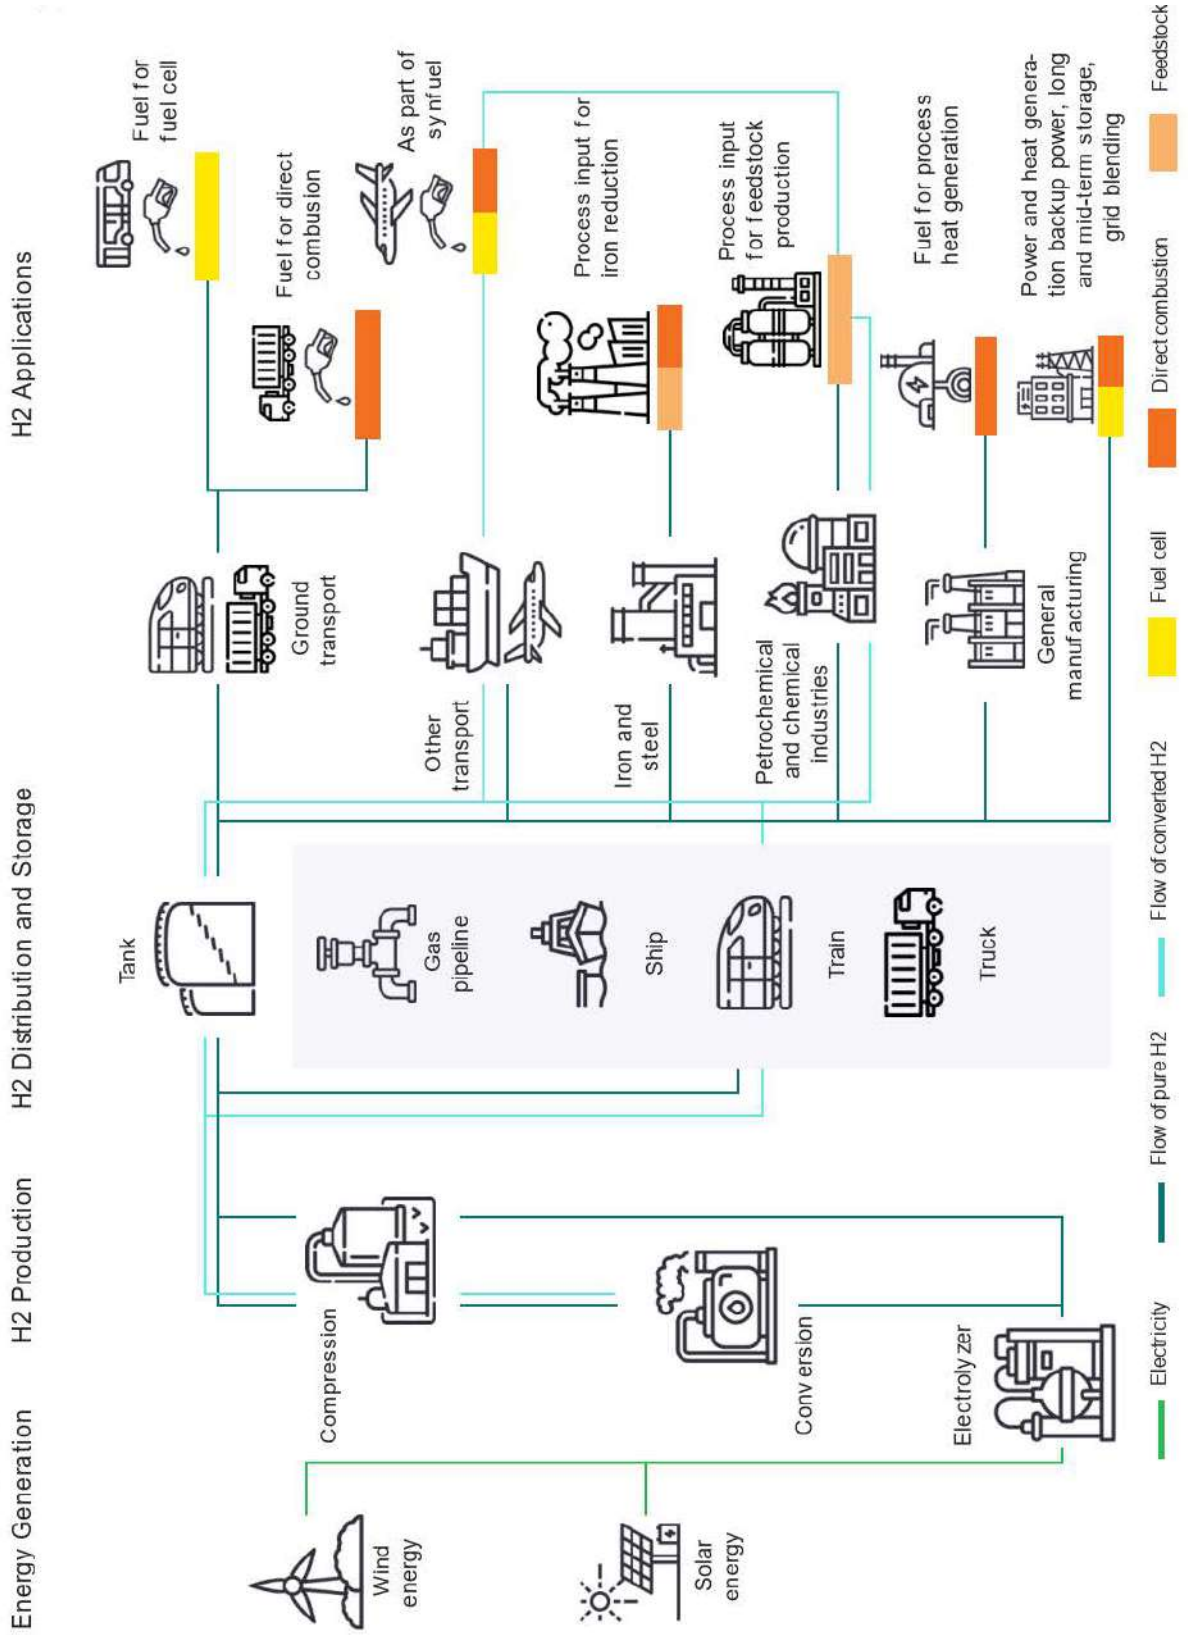 Energy Generation
H2 Production
H2 Distribution and Storage
H2 Applications
Wind
energy
Solar
energy
Compression
Conversion
Electrolyzer
Tank
Gas
pipeline
Ship
Train
Truck
Ground
transport
Other
transport
Iron and
steel
Petrochemical
and chemical
industries
General
manufacturing
Fuel for
fuel cell
Fuel for direct
combusion
As part of
synfuel
Process input for
iron reduction
Process input
for feedstock
production
Fuel for process
heat generation
Power and heat genera-
tion backup power, long
and mid-term storage,
grid blending
Electricity
Flow of pure H2
Flow of converted H2
Fuel cell
Direct combustion
Feedstock